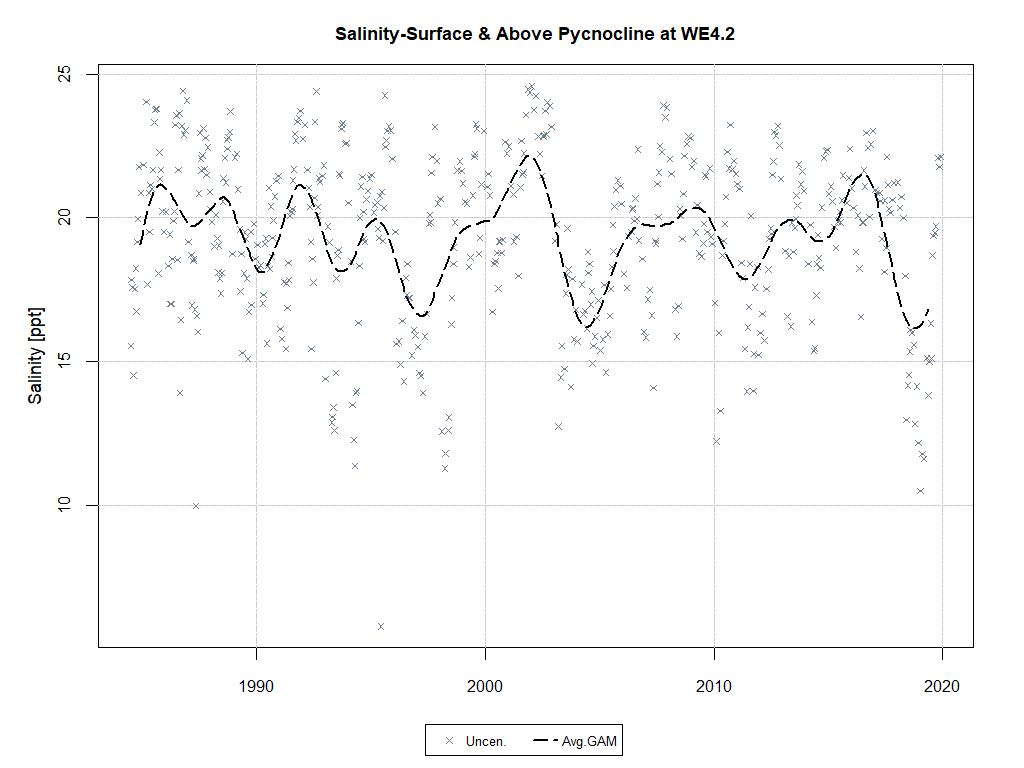 Salinity-Surface & Above Pycnocline at WE4.2
Salinity [ppt]
25
20
15
10
1990 2000 2010 2020
Uncen. Avg.GAM